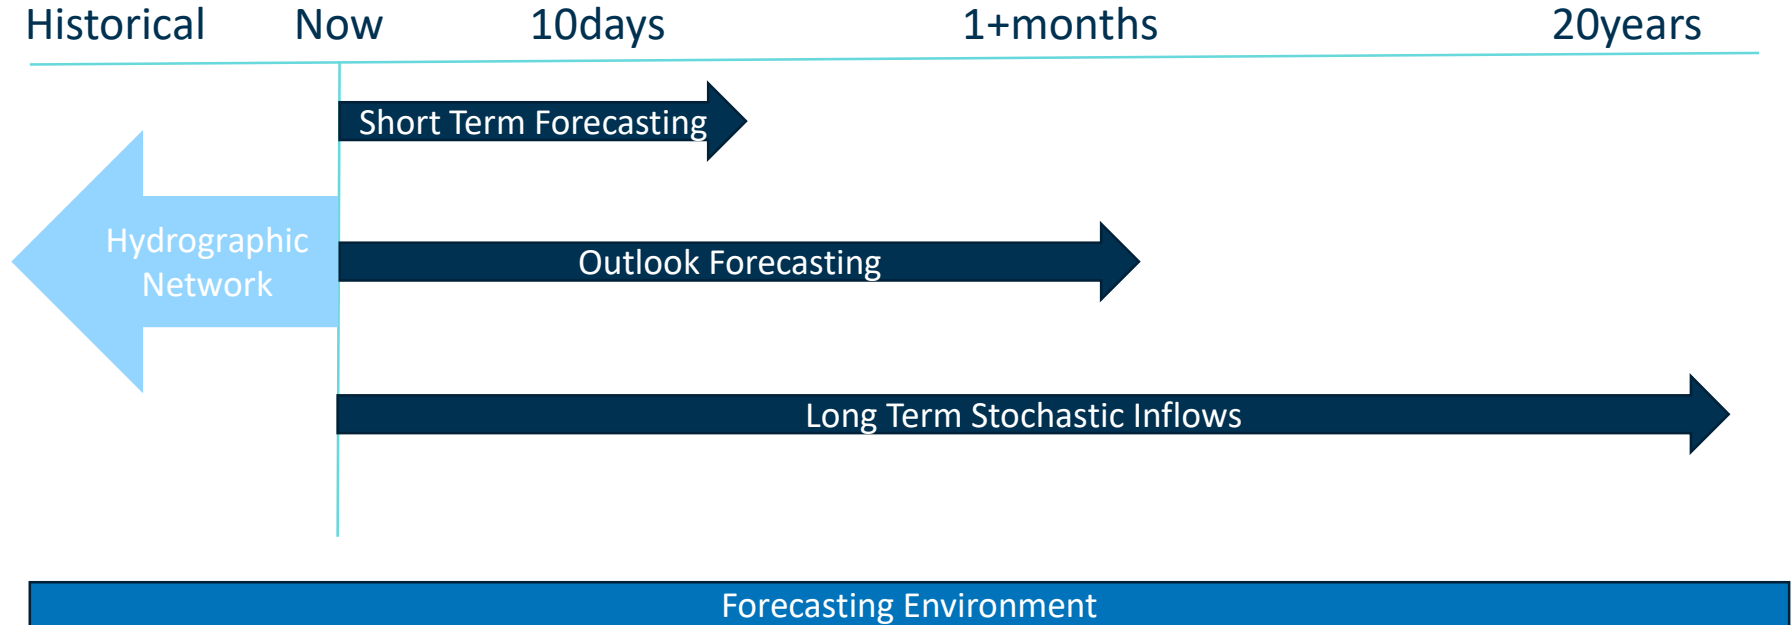 Historical Now 10days 1+months 20years
Short Term Forecasting
Hydrographic
Network
Outlook Forecasting
Long Term Stochastic Inflows
Forecasting Environment